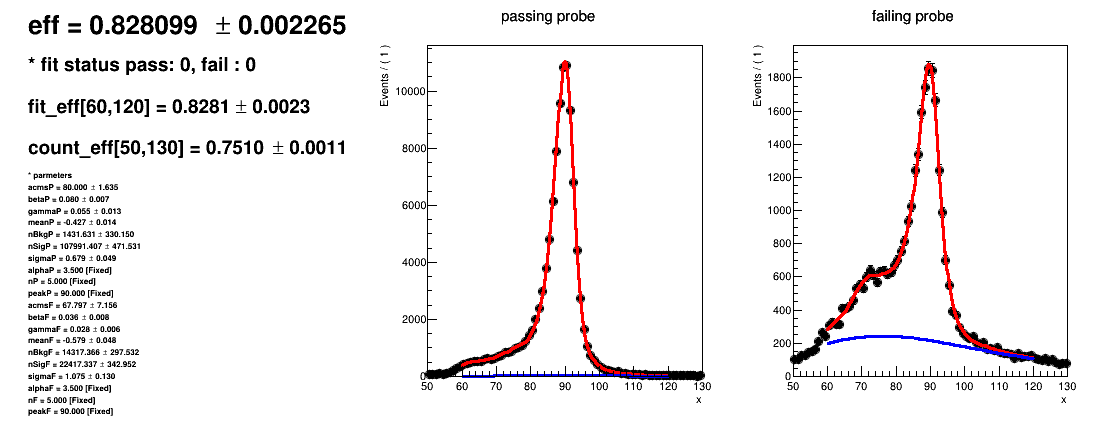 eff = 0.828099 ± 0.002265
* fit status pass: 0, fail : 0
fit_eff[60,120] = 0.8281 ± 0.0023
count_eff[50,130] = 0.7510 ± 0.0011
* parmeters
acmsP = 80.000 ± 1.635
betaP = 0.080 ± 0.007
gammaP = 0.055 ± 0.013
meanP = -0.427 ± 0.014
nBkgP = 1431.631 ± 330.150
nSigP = 107991.407 ± 471.531
sigmaP = 0.679 ± 0.049
alphaP = 3.500 [Fixed]
nP = 5.000 [Fixed]
peakP = 90.000 [Fixed]
acmsF = 67.797 ± 7.156
betaF = 0.036 ± 0.008
gammaF = 0.028 ± 0.006
meanF = -0.579 ± 0.048
nBkgF = 14317.366 ± 297.532
nSigF = 22417.337 ± 342.952
sigmaF = 1.075 ± 0.130
alphaF = 3.500 [Fixed]
nF = 5.000 [Fixed]
peakF = 90.000 [Fixed]
passing probe
Events / ( 1 )
10000
8000
6000
4000
2000
0
50 60 70 80 90 100 110 120 130
x
failing probe
Events / ( 1 )
1800
1600
1400
1200
1000
800
600
400
200
0
50 60 70 80 90 100 110 120 130
x